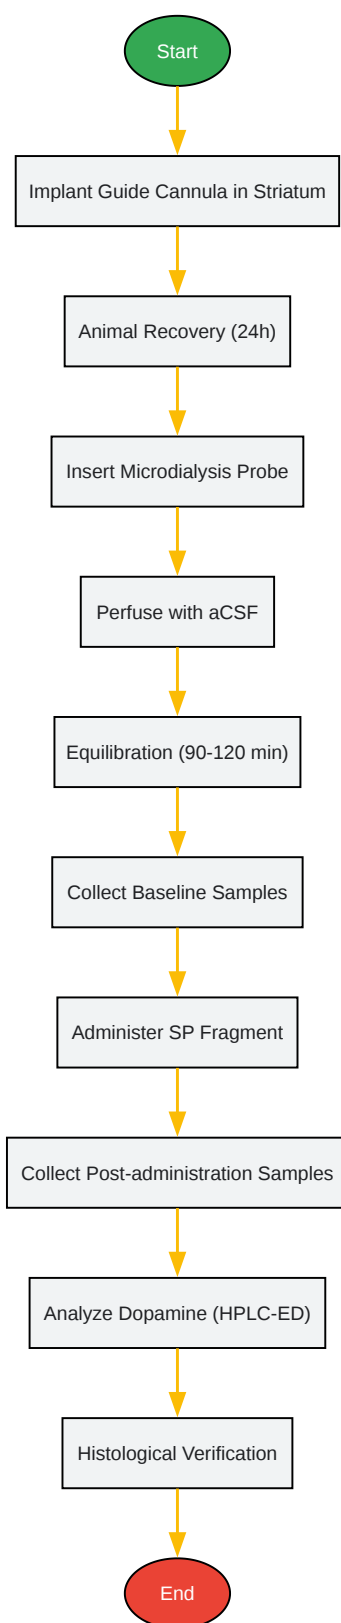 Start
Implant Guide Cannula in Striatum
Animal Recovery (24h)
Insert Microdialysis Probe
Perfuse with aCSF
Equilibration (90-120 min)
Collect Baseline Samples
Administer SP Fragment
Collect Post-administration Samples
Analyze Dopamine (HPLC-ED)
Histological Verification
End